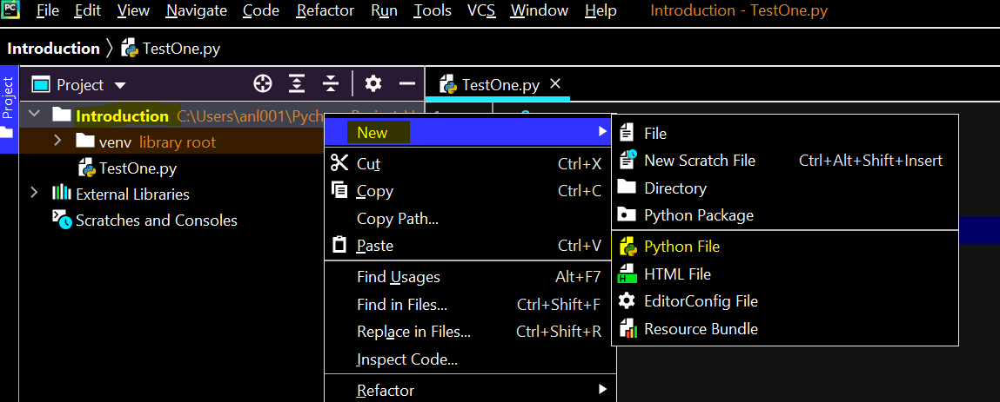 PC File Edit View Navigate Code Refactor Run Tools VCS Window Help Introduction - TestOne.py
Introduction TestOne.py
Project
Project
TestOne.py
Introduction C:\Users\anl001\Pych
venv library root
TestOne.py
External Libraries
Scratches and Consoles
New
Cut Ctrl+X
Copy Ctrl+C
Copy Path...
Paste Ctrl+V
Find Usages Alt+F7
Find in Files... Ctrl+Shift+F
Replace in Files... Ctrl+Shift+R
Inspect Code...
Refactor
File
New Scratch File Ctrl+Alt+Shift+Insert
Directory
Python Package
Python File
HTML File
EditorConfig File
Resource Bundle